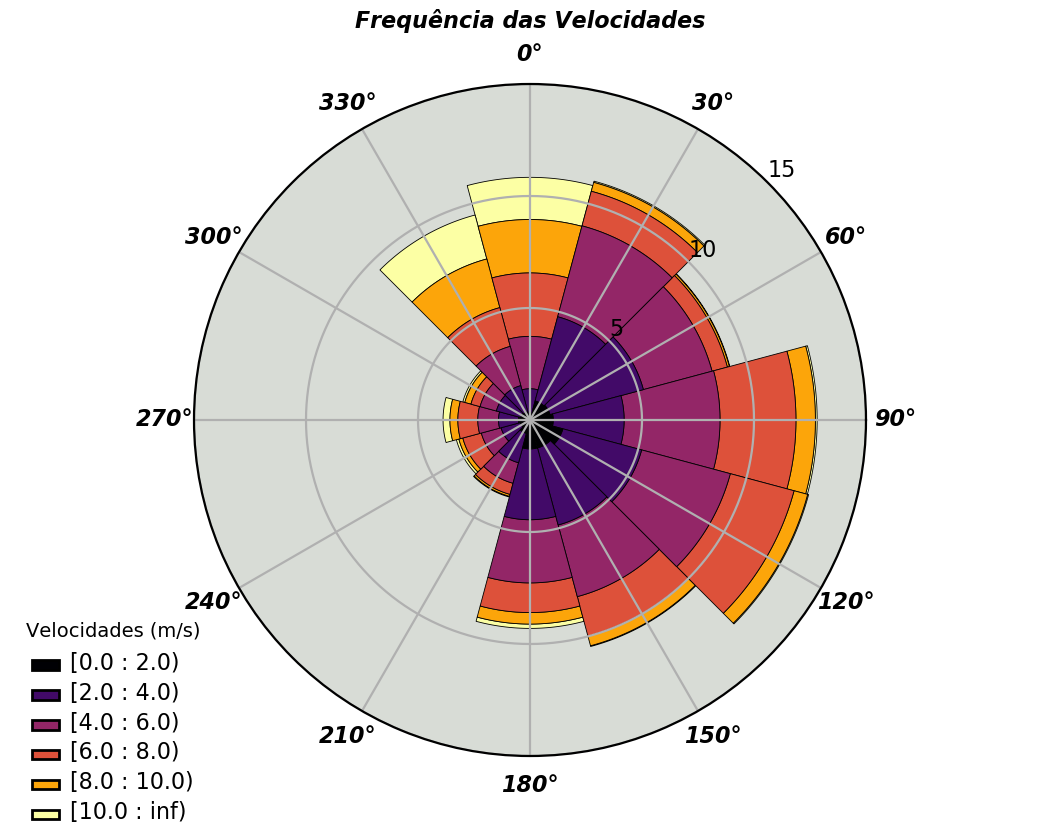 Frequência das Velocidades
0°
330°
30°
15
300°
60°
10
5
270°
90°
240°
120°
Velocidades (m/s)
[0.0 : 2.0)
[2.0 : 4.0)
[4.0 : 6.0)
210°
150°
[6.0 : 8.0)
[8.0 : 10.0)
180°
[10.0 : inf)